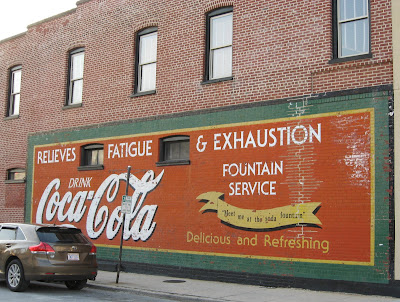 RELIEVES FATIGUE & EXHAUSTION
DRINK
Coca-Cola
FOUNTAIN
SERVICE
"Meet me at the soda fountain"
Delicious and Refreshing